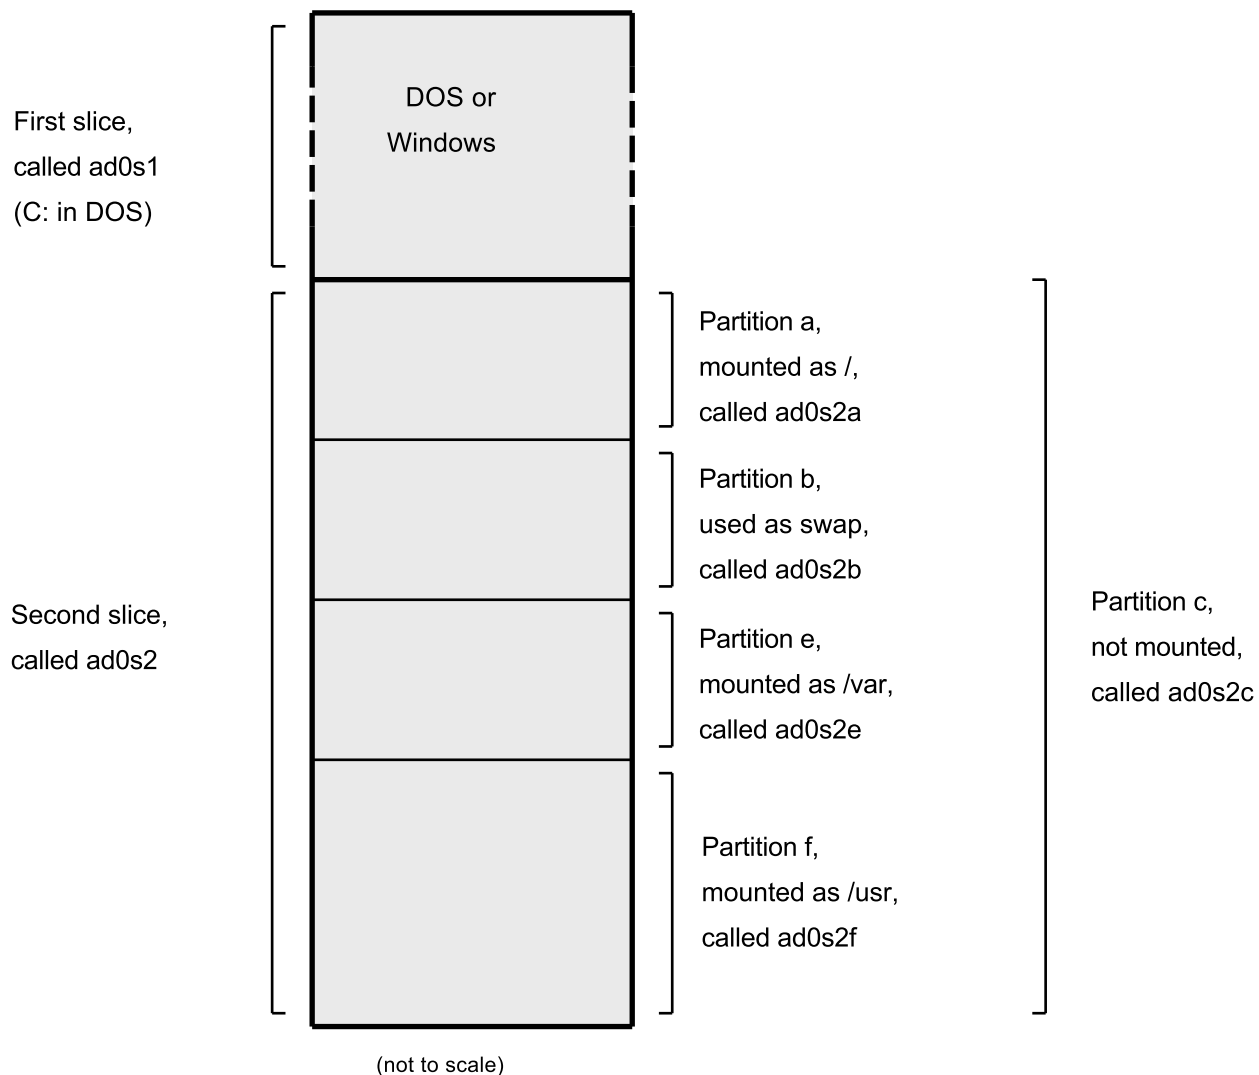 DOS or
Windows
First slice,
called ad0s1
(C: in DOS)
Partition a,
mounted as /,
called ad0s2a
Partition b,
used as swap,
called ad0s2b
Second slice,
called ad0s2
Partition e,
mounted as /var,
called ad0s2e
Partition c,
not mounted,
called ad0s2c
Partition f,
mounted as /usr,
called ad0s2f
(not to scale)